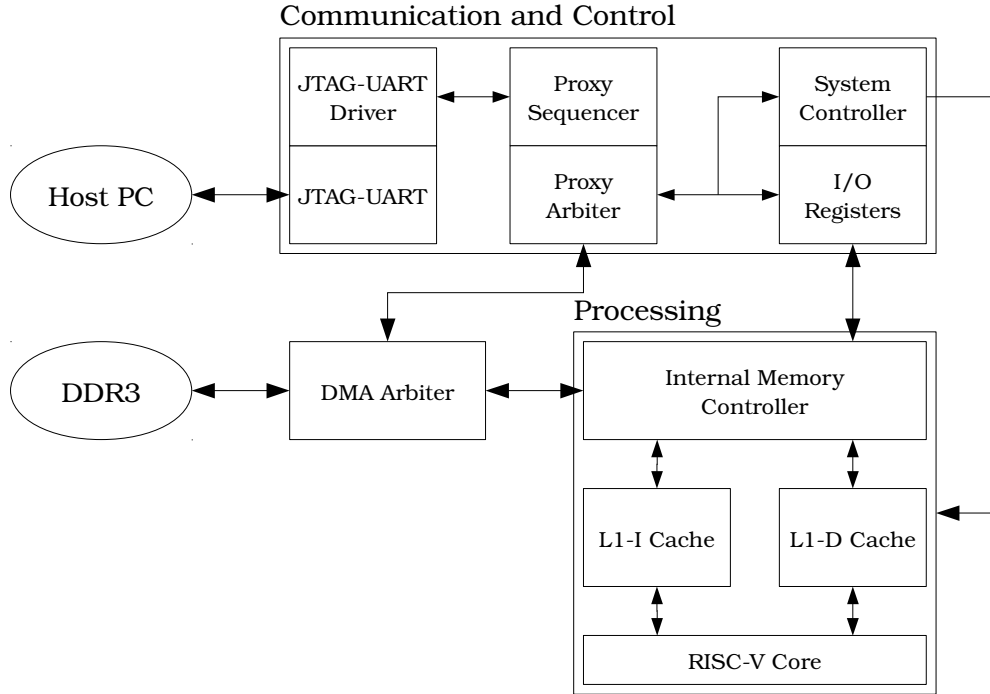 Communication and Control
JTAG-UART
Driver
Proxy
Sequencer
System
Controller
Host PC
JTAG-UART
Proxy
Arbiter
I/O
Registers
Processing
DDR3
DMA Arbiter
Internal Memory
Controller
L1-I Cache
L1-D Cache
RISC-V Core